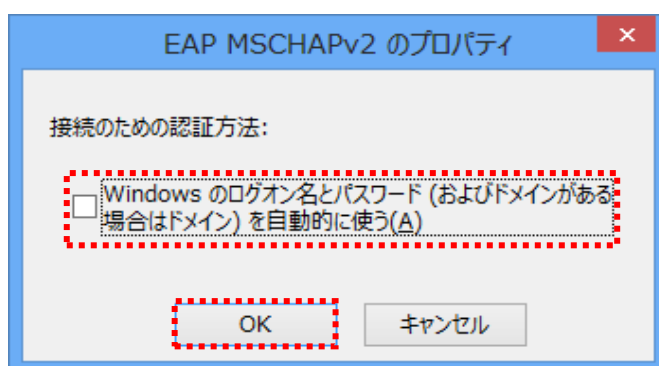 EAP MSCHAPv2 のプロパティ
接続のための認証方法:
Windows のログオン名とパスワード (およびドメインがある
場合はドメイン) を自動的に使う(A)
OK
キャンセル